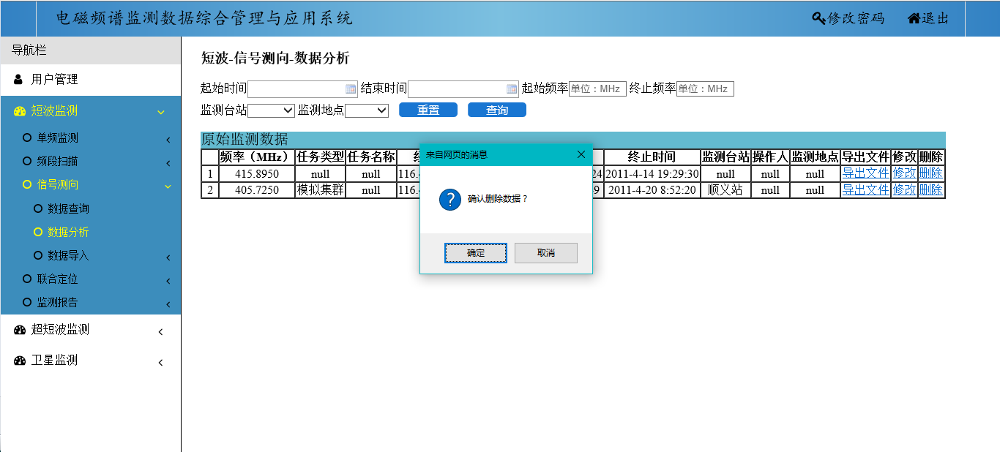 电磁频谱监测数据综合管理与应用系统
修改密码 退出
导航栏
用户管理
短波监测
单频监测
频段扫描
信号测向
数据查询
数据分析
数据导入
联合定位
监测报告
超短波监测
卫星监测
短波-信号测向-数据分析
起始时间 结束时间 起始频率 单位：MHz 终止频率 单位：MHz
监测台站 监测地点 重置 查询
原始监测数据
频率（MHz） 任务类型 任务名称 终止时间 监测台站 操作人 监测地点 导出文件 修改 删除
1 415.8950 null null 116. 24 2011-4-14 19:29:30 null null null 导出文件 修改 删除
2 405.7250 模拟集群 null 116. 9 2011-4-20 8:52:20 顺义站 null null 导出文件 修改 删除
来自网页的消息
确认删除数据？
确定 取消